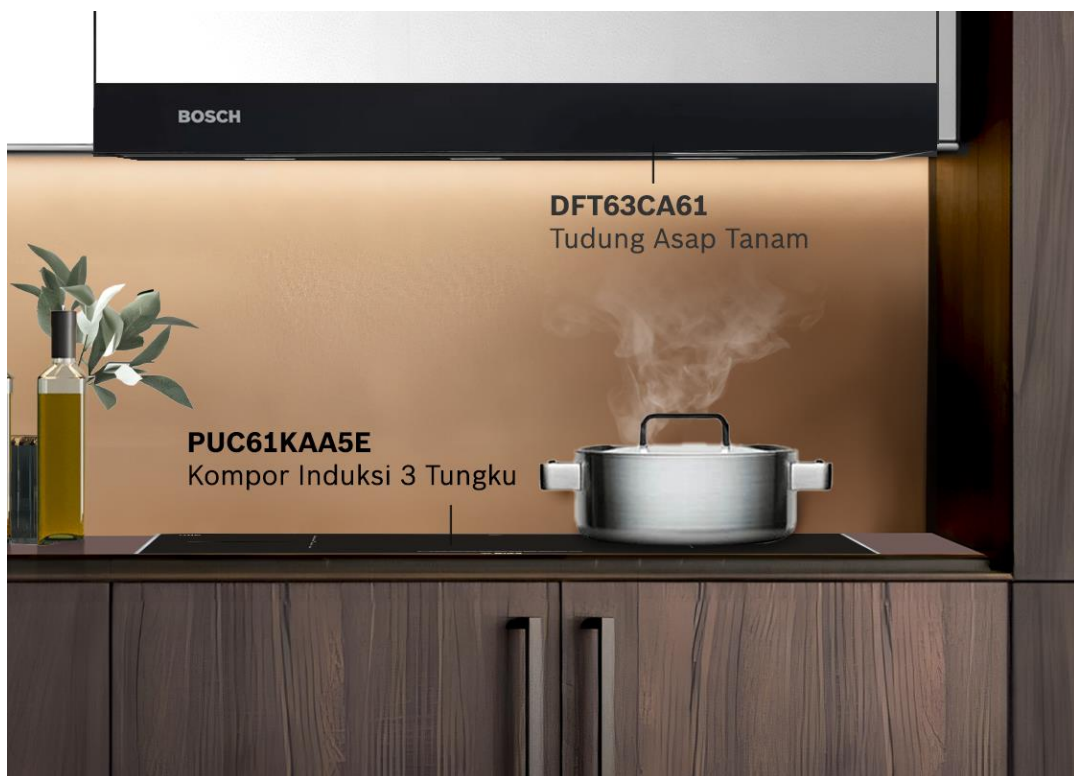 BOSCH
DFT63CA61
Tudung Asap Tanam
PUC61KAA5E
Kompor Induksi 3 Tungku